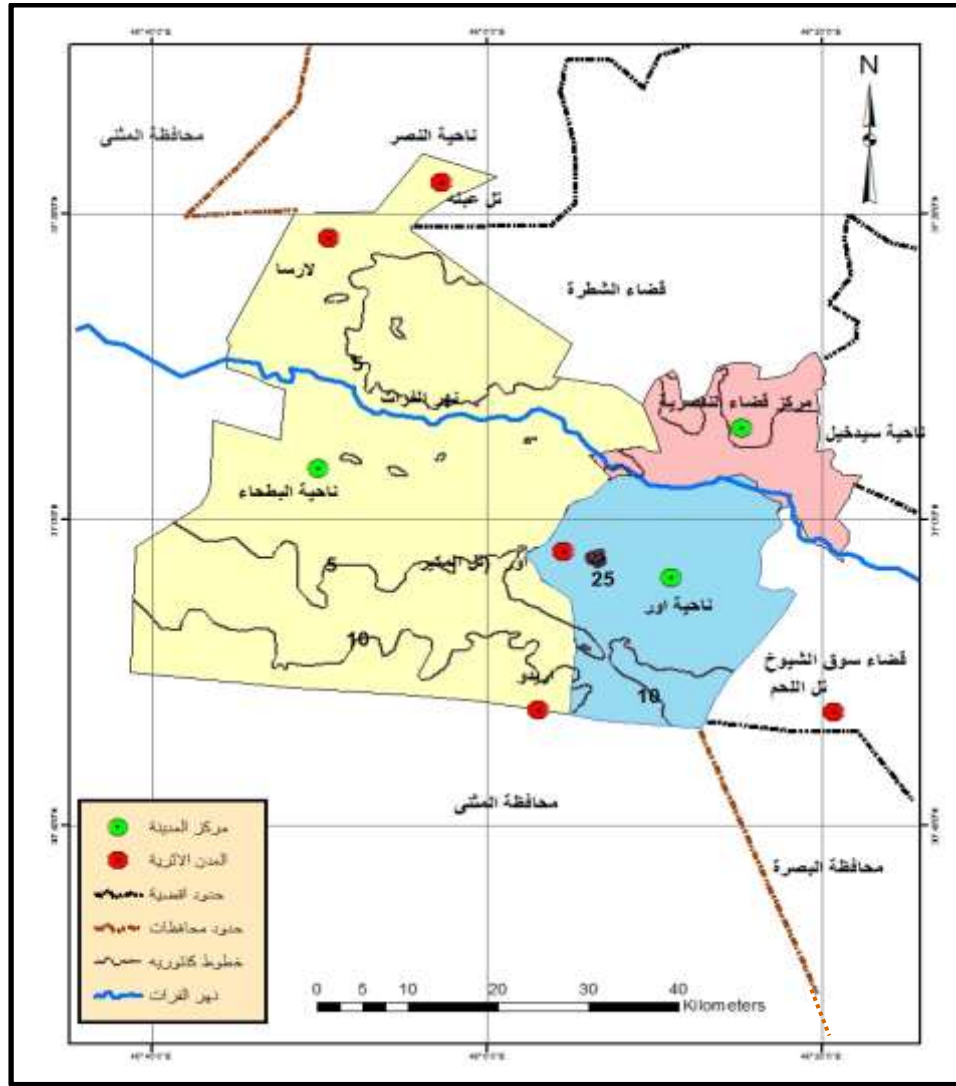 N
محافظة المثنى
ناحية النصر
تل عبله
لارسا
قضاء الشطرة
5
نهر الفرات
مركز قضاء الناصرية
ناحية سيدخيل
ناحية البطحاء
5
اور
تل المقير
25
ناحية اور
10
اريدو
10
قضاء سوق الشيوخ
تل اللحم
محافظة المثنى
محافظة البصرة
مركز المدينة
المدن الاثرية
حدود اقضية
حدود محافظات
خطوط كنتورية
نهر الفرات
0 5 10 20 30 40
Kilometers